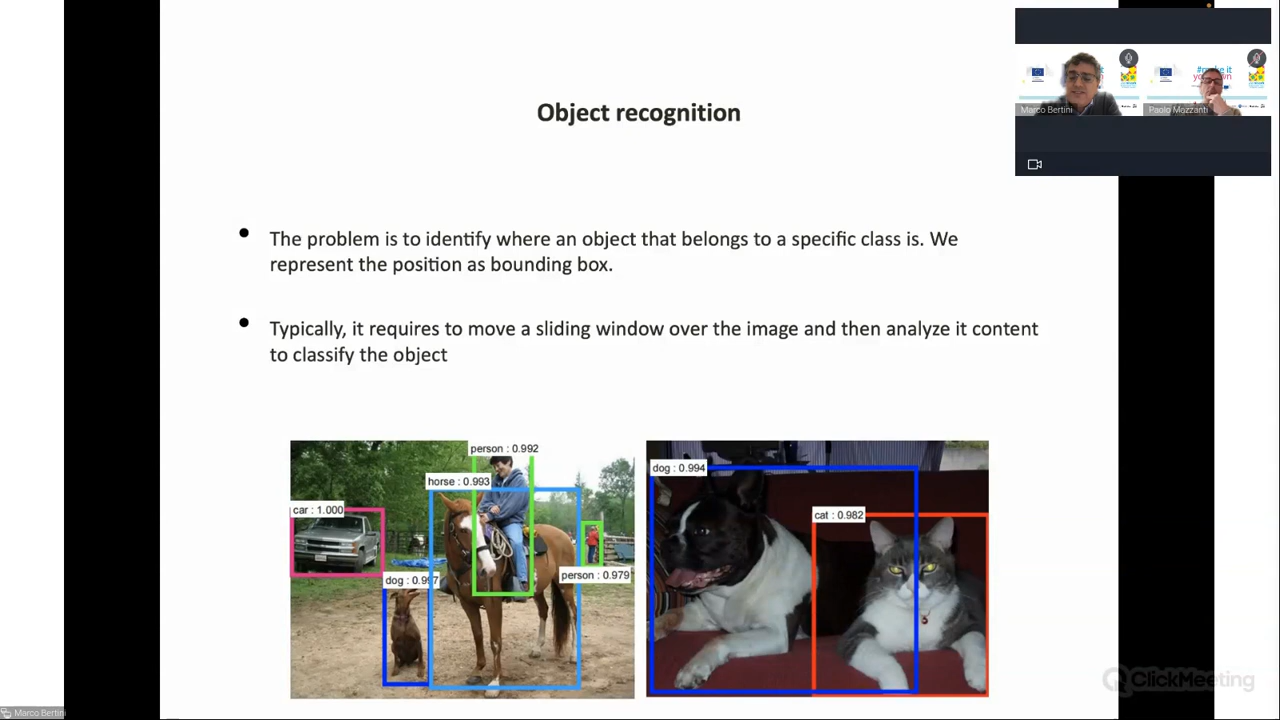 Object recognition
The problem is to identify where an object that belongs to a specific class is. We
represent the position as bounding box.
Typically, it requires to move a sliding window over the image and then analyze it content
to classify the object
person : 0.992
horse : 0.993
car : 1.000
dog : 0.997
person : 0.979
dog : 0.994
cat : 0.982
Marco Bertini
Paolo Mazzanti
ClickMeeting
Marco Bertini